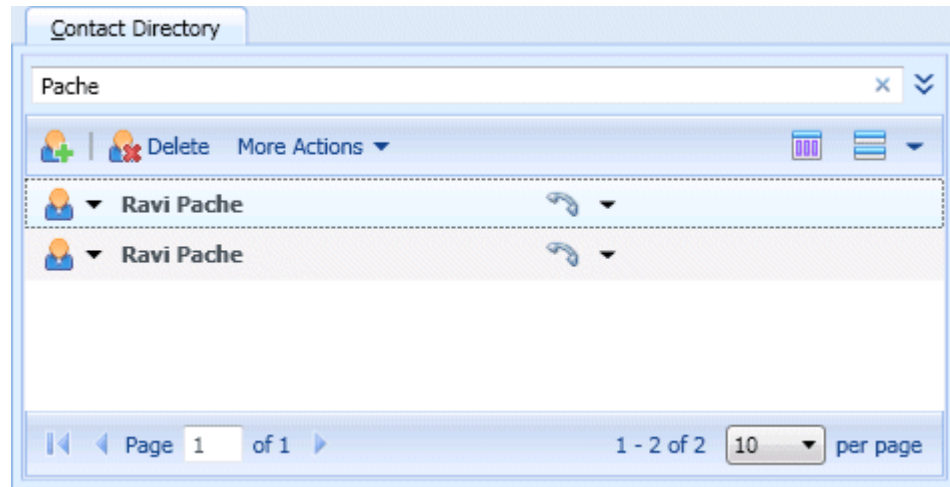 Contact Directory
Pache
Delete More Actions
Ravi Pache
Ravi Pache
Page 1 of 1 1 - 2 of 2 10 per page